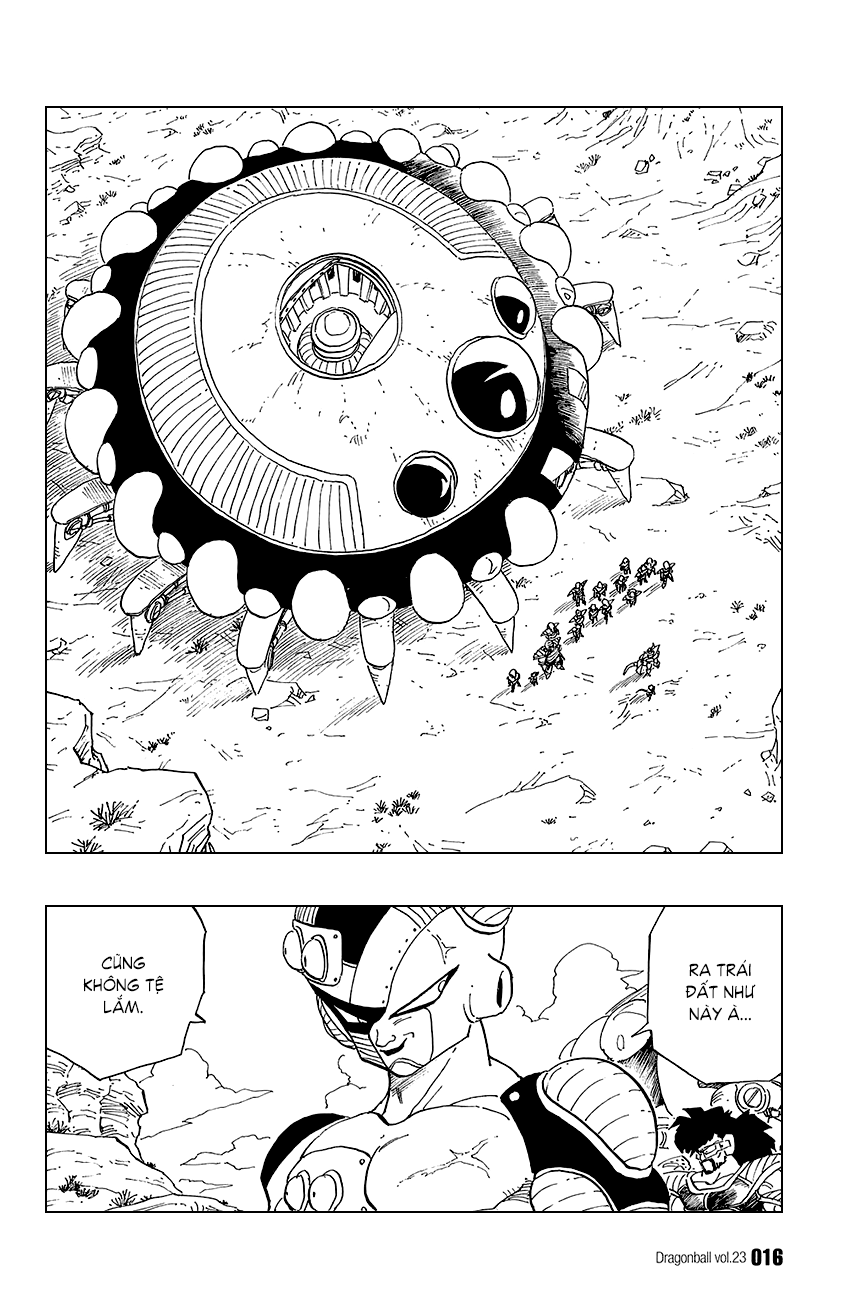 RA TRÁI
ĐẤT NHƯ
NÀY À...
CŨNG
KHÔNG TỆ
LẮM.
Dragonball vol.23 016